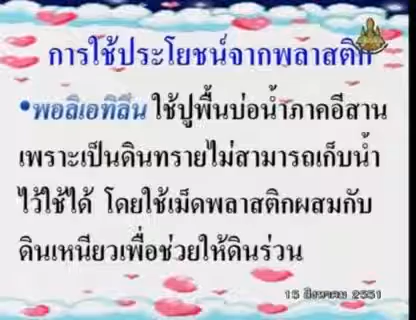 การใช้ประโยชน์จากพลาสติก
•พอลิเอทิลีน ใช้ปูพื้นบ่อน้ำภาคอีสาน
เพราะเป็นดินทรายไม่สามารถเก็บน้ำ
ไว้ใช้ได้ โดยใช้เม็ดพลาสติกผสมกับ
ดินเหนียวเพื่อช่วยให้ดินร่วน
15 สิงหาคม 2551